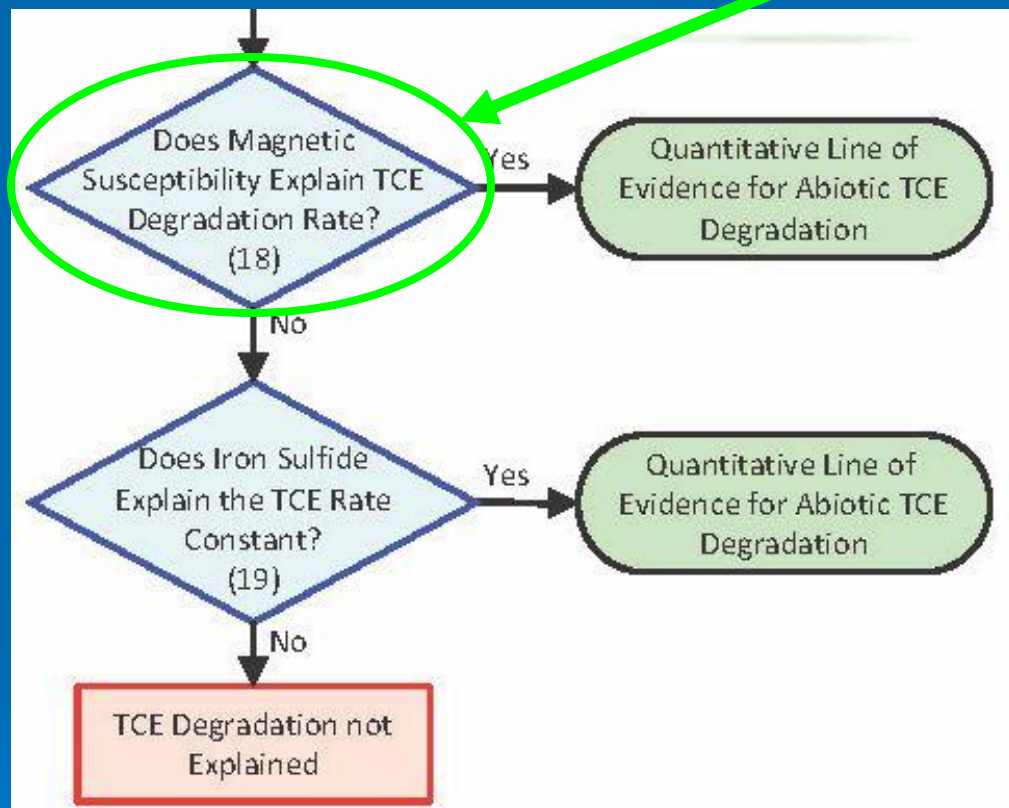 Does Magnetic
Susceptibility Explain TCE
Degradation Rate?
(18)
Yes
Quantitative Line of
Evidence for Abiotic TCE
Degradation
No
Does Iron Sulfide
Explain the TCE Rate
Constant?
(19)
Yes
Quantitative Line of
Evidence for Abiotic TCE
Degradation
No
TCE Degradation not
Explained